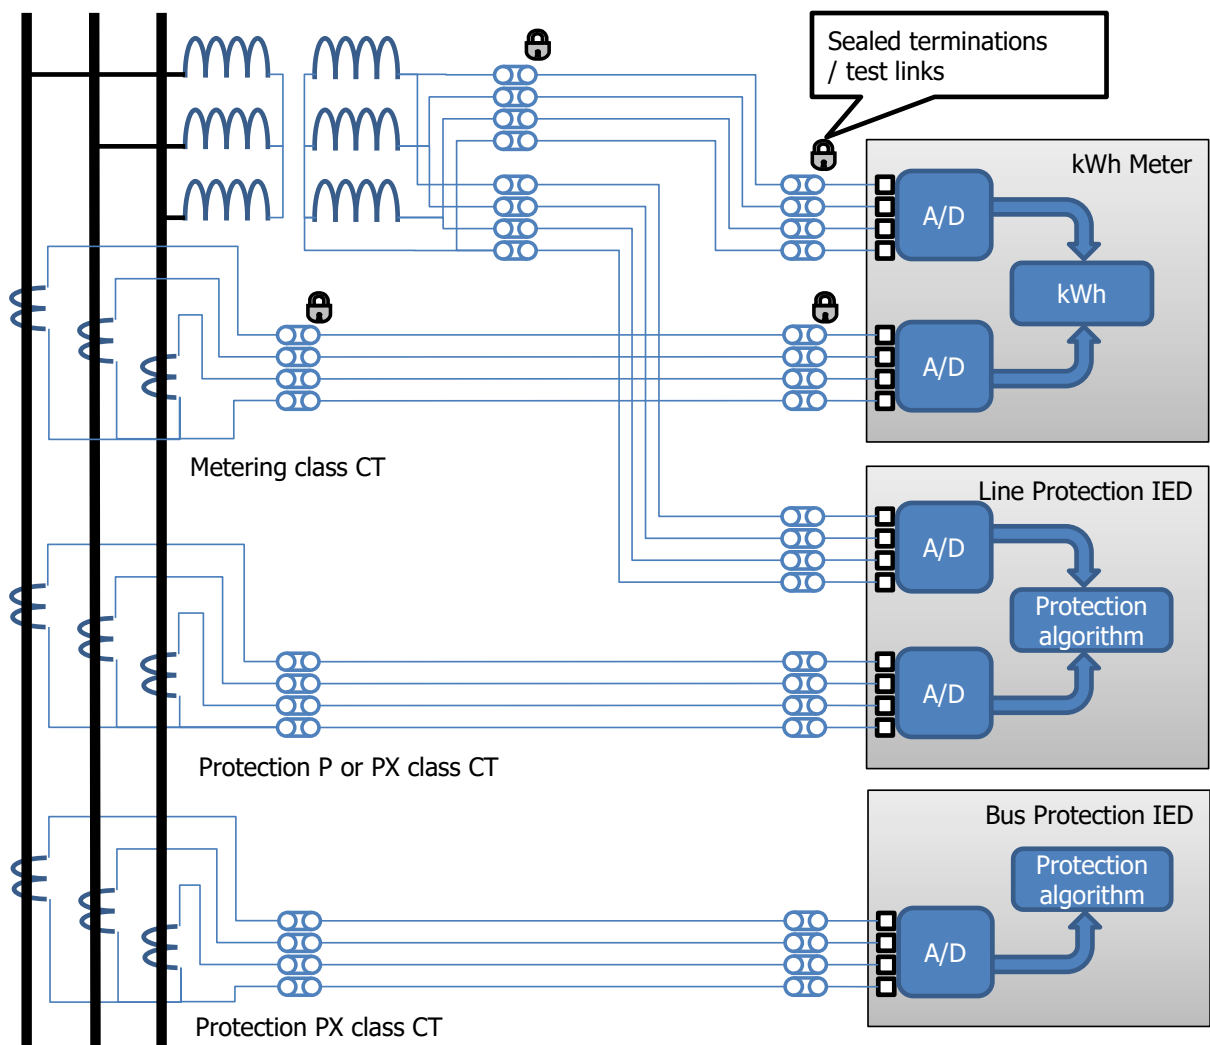 Sealed terminations
/ test links
kWh Meter
A/D
kWh
A/D
Metering class CT
Line Protection IED
A/D
Protection
algorithm
A/D
Protection P or PX class CT
Bus Protection IED
Protection
algorithm
A/D
Protection PX class CT